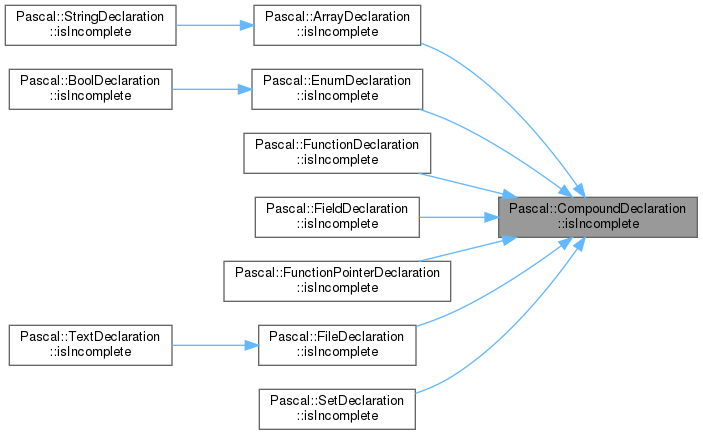 Pascal::StringDeclaration
::isIncomplete
Pascal::ArrayDeclaration
::isIncomplete
Pascal::BoolDeclaration
::isIncomplete
Pascal::EnumDeclaration
::isIncomplete
Pascal::FunctionDeclaration
::isIncomplete
Pascal::FieldDeclaration
::isIncomplete
Pascal::CompoundDeclaration
::isIncomplete
Pascal::FunctionPointerDeclaration
::isIncomplete
Pascal::TextDeclaration
::isIncomplete
Pascal::FileDeclaration
::isIncomplete
Pascal::SetDeclaration
::isIncomplete